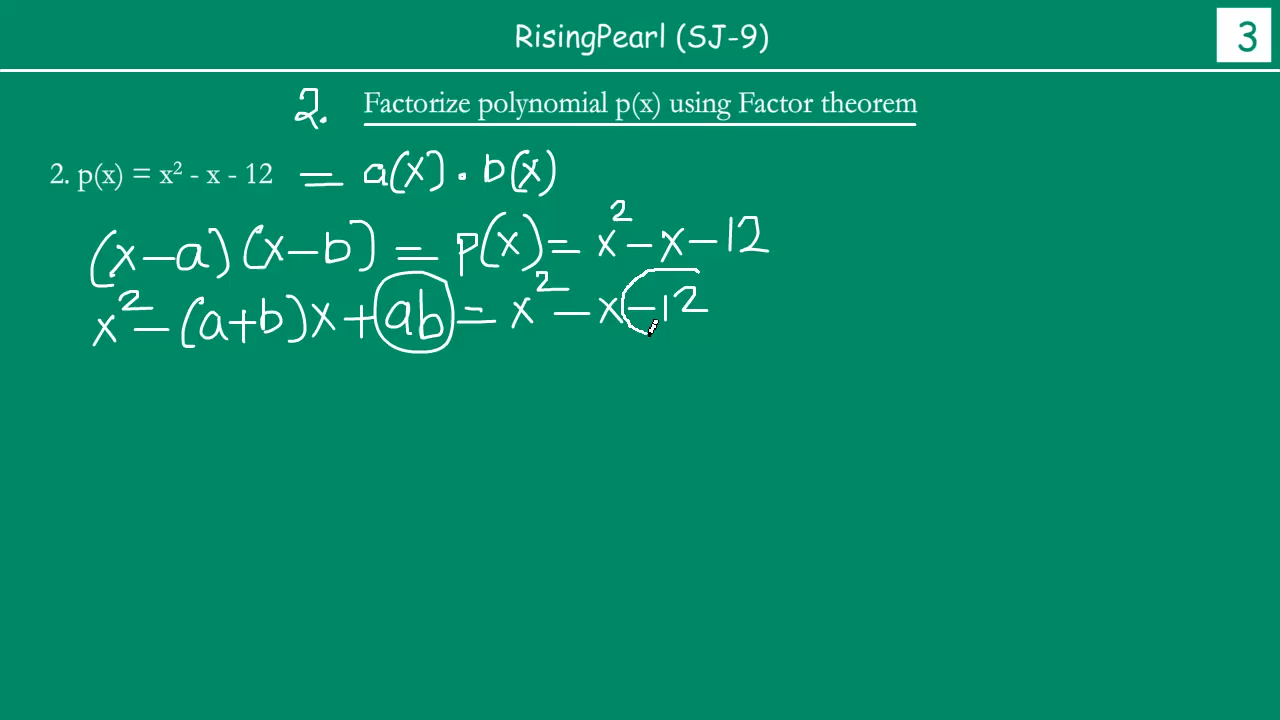 RisingPearl (SJ-9)
3
2. Factorize polynomial p(x) using Factor theorem
2. p(x) = x² - x - 12 = a(x) . b(x)
(x-a)(x-b) = p(x) = x² - x - 12
x² - (a+b)x + ab = x² - x - 12